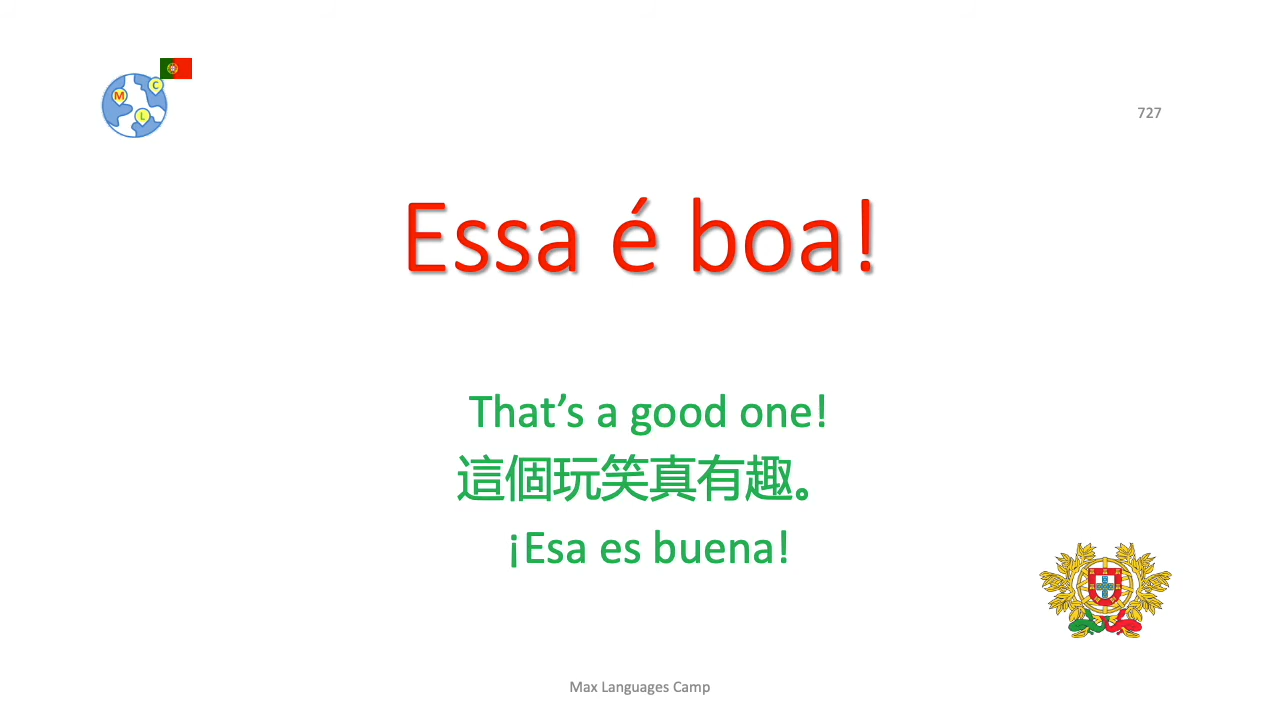 M C L
727
Essa é boa!
That’s a good one!
這個玩笑真有趣。
¡Esa es buena!
Max Languages Camp